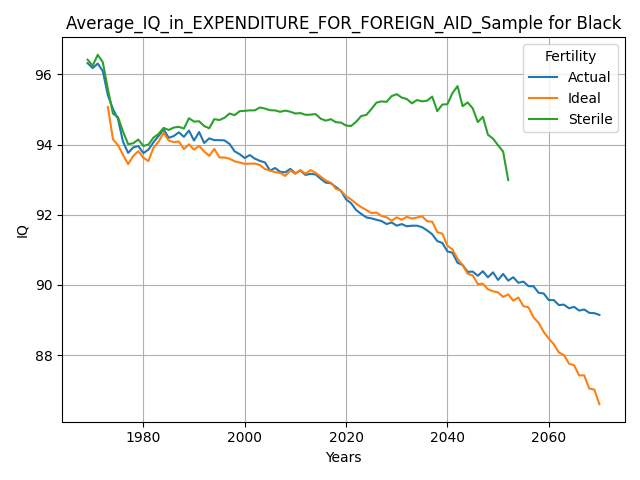 Average_IQ_in_EXPENDITURE_FOR_FOREIGN_AID_Sample for Black
Fertility
Actual
Ideal
Sterile
IQ
96
94
92
90
88
1980
2000
2020
2040
2060
Years